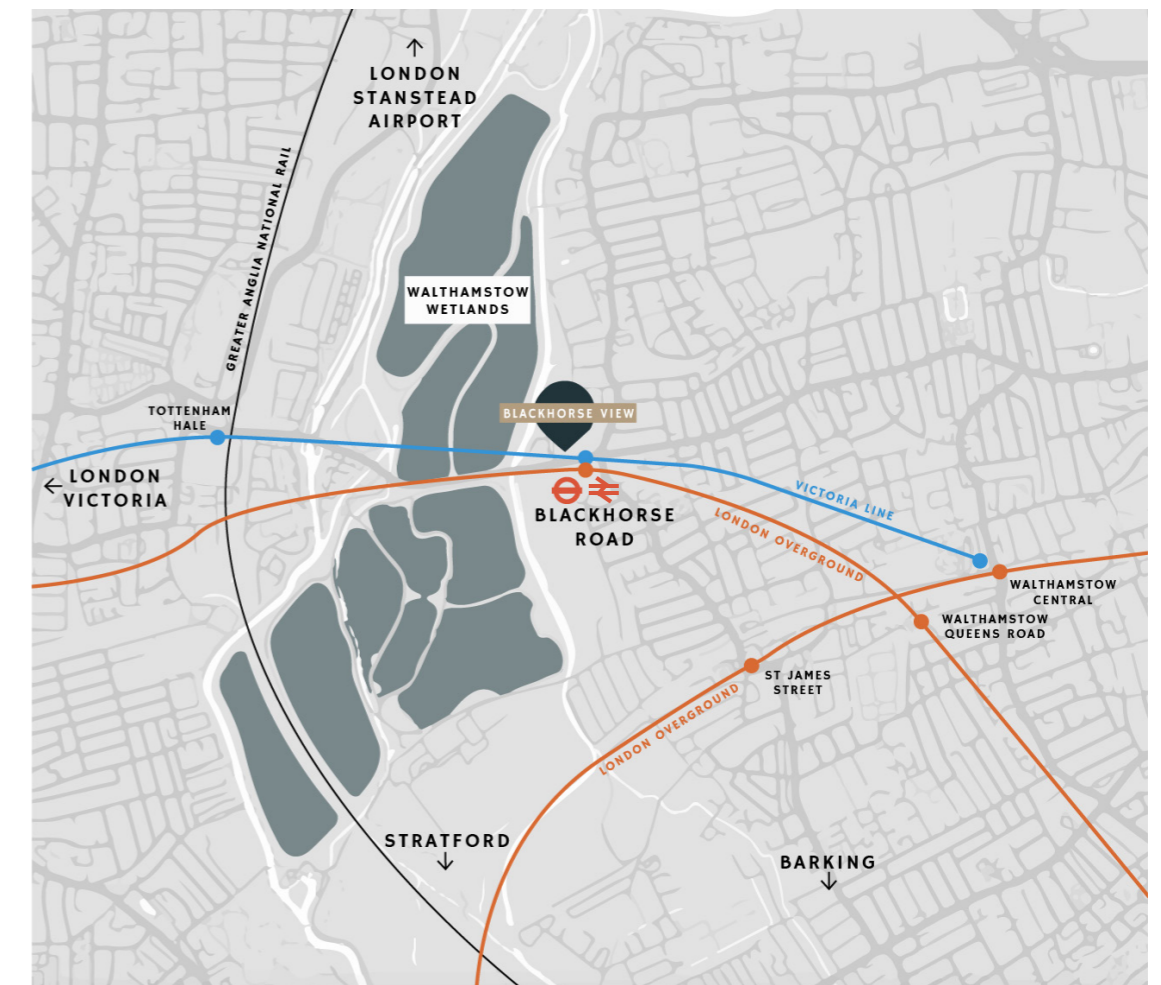 LONDON
STANSTEAD
AIRPORT
GREATER ANGLIA NATIONAL RAIL
WALTHAMSTOW
WETLANDS
TOTTENHAM
HALE
BLACKHORSE VIEW
LONDON
VICTORIA
BLACKHORSE
ROAD
VICTORIA LINE
LONDON OVERGROUND
WALTHAMSTOW
CENTRAL
WALTHAMSTOW
QUEENS ROAD
ST JAMES
STREET
LONDON OVERGROUND
STRATFORD
BARKING